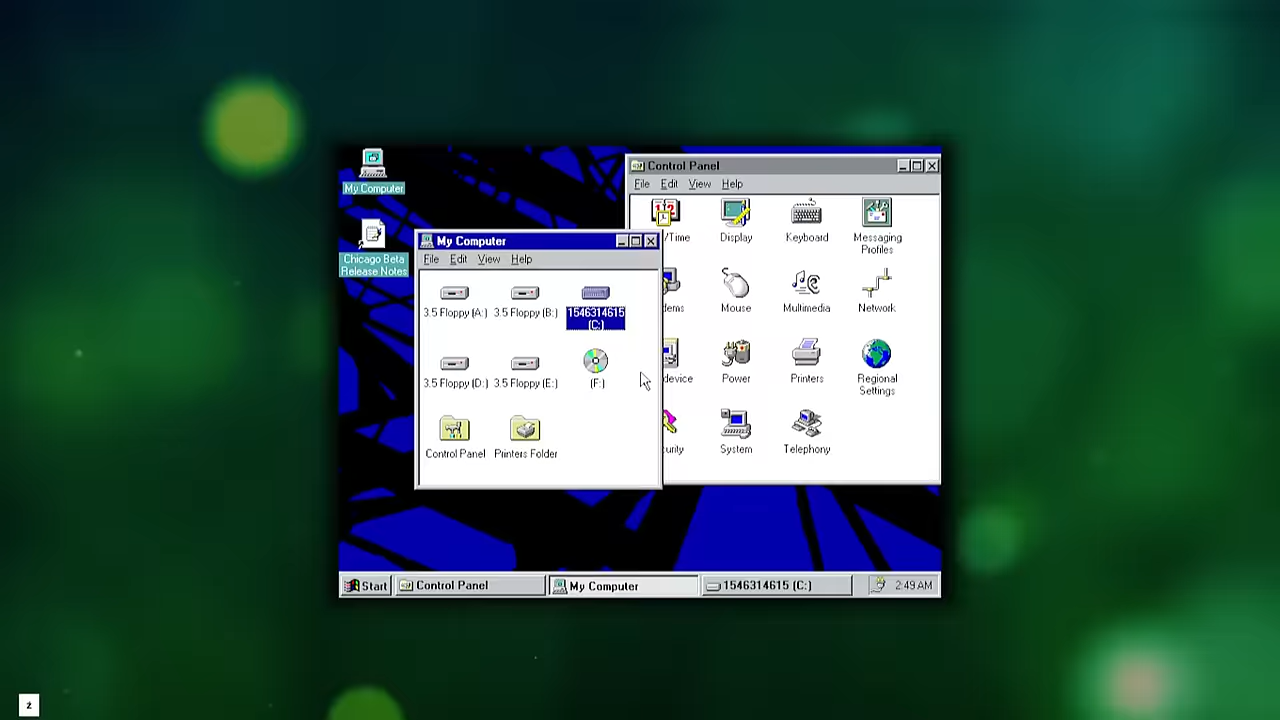 My Computer
Chicago Beta
Release Notes
Control Panel
File Edit View Help
/Time
Display
Keyboard
Messaging
Profiles
Mouse
Multimedia
Network
device
Power
Printers
Regional
Settings
System
Telephony
My Computer
File Edit View Help
3.5 Floppy (A:)
3.5 Floppy (B:)
1546314615
(C:)
3.5 Floppy (D:)
3.5 Floppy (E:)
(F:)
Control Panel
Printers Folder
Start
Control Panel
My Computer
1546314615 (C:)
2:49 AM